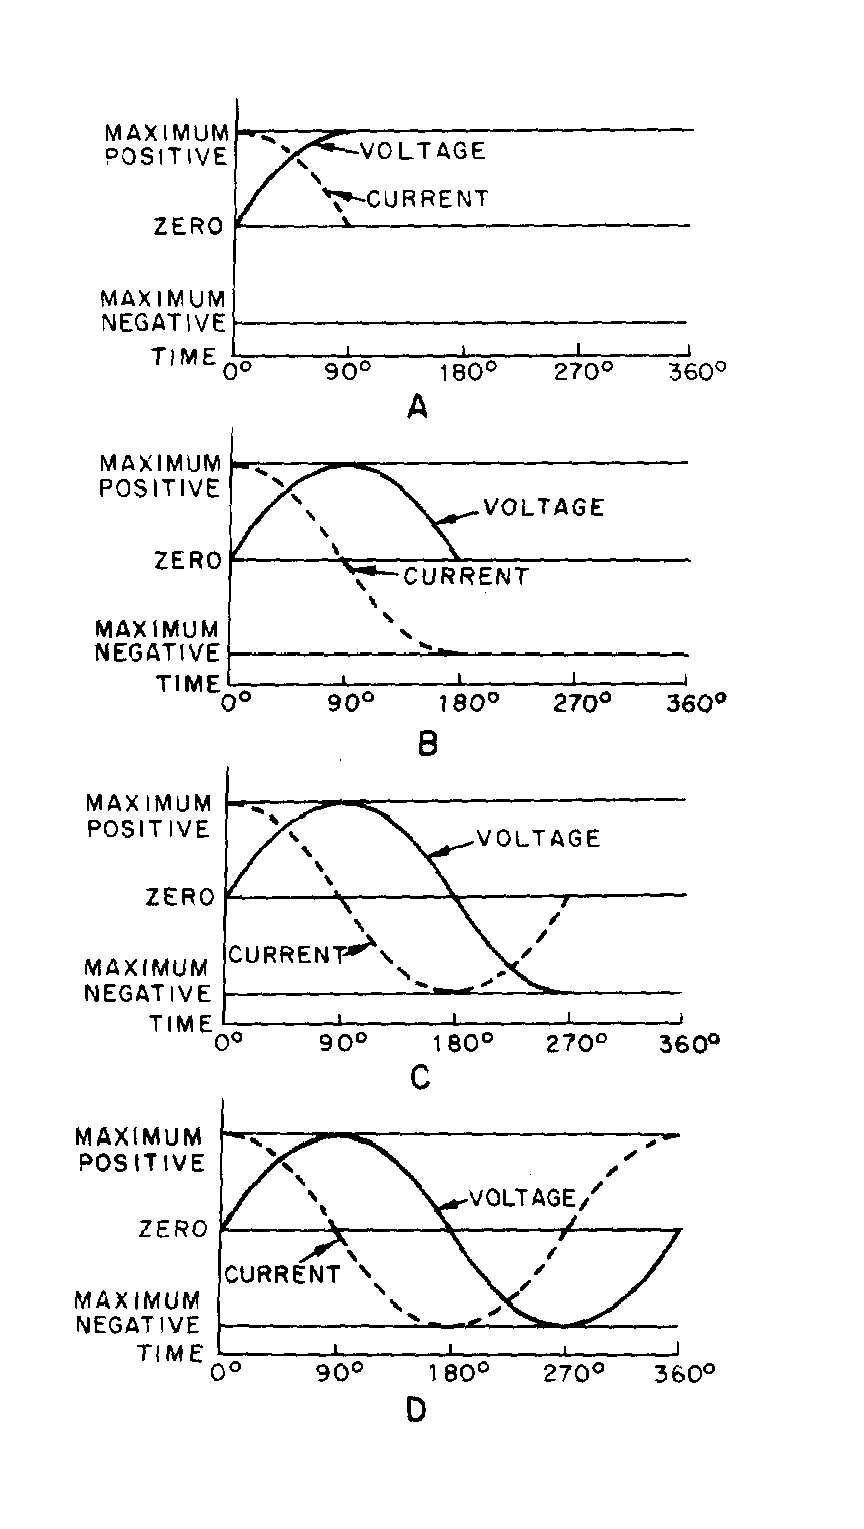 MAXIMUM
POSITIVE
VOLTAGE
CURRENT
ZERO
MAXIMUM
NEGATIVE
TIME
0° 90° 180° 270° 360°
A
MAXIMUM
POSITIVE
VOLTAGE
ZERO
CURRENT
MAXIMUM
NEGATIVE
TIME
0° 90° 180° 270° 360°
B
MAXIMUM
POSITIVE
VOLTAGE
ZERO
CURRENT
MAXIMUM
NEGATIVE
TIME
0° 90° 180° 270° 360°
C
MAXIMUM
POSITIVE
VOLTAGE
ZERO
CURRENT
MAXIMUM
NEGATIVE
TIME
0° 90° 180° 270° 360°
D